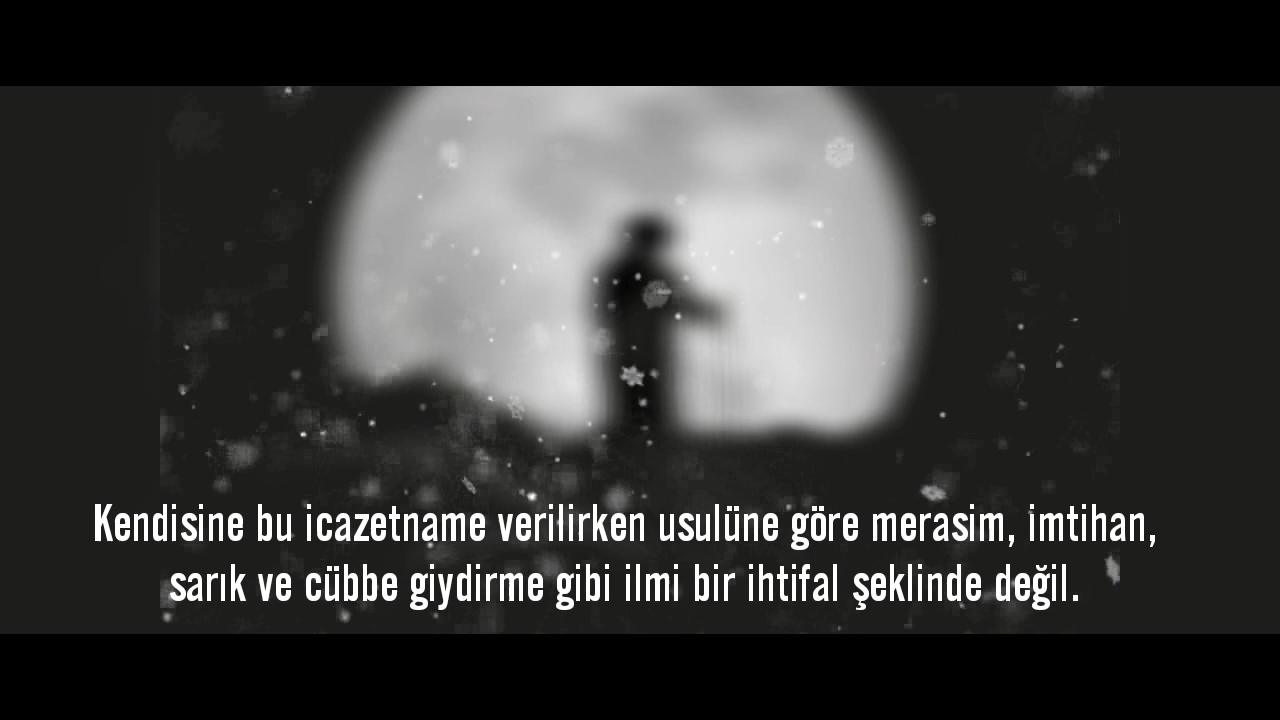 Kendisine bu icazetname verilirken usulüne göre merasim, imtihan,
sarık ve cübbe giydirme gibi ilmi bir ihtifal şeklinde değil.